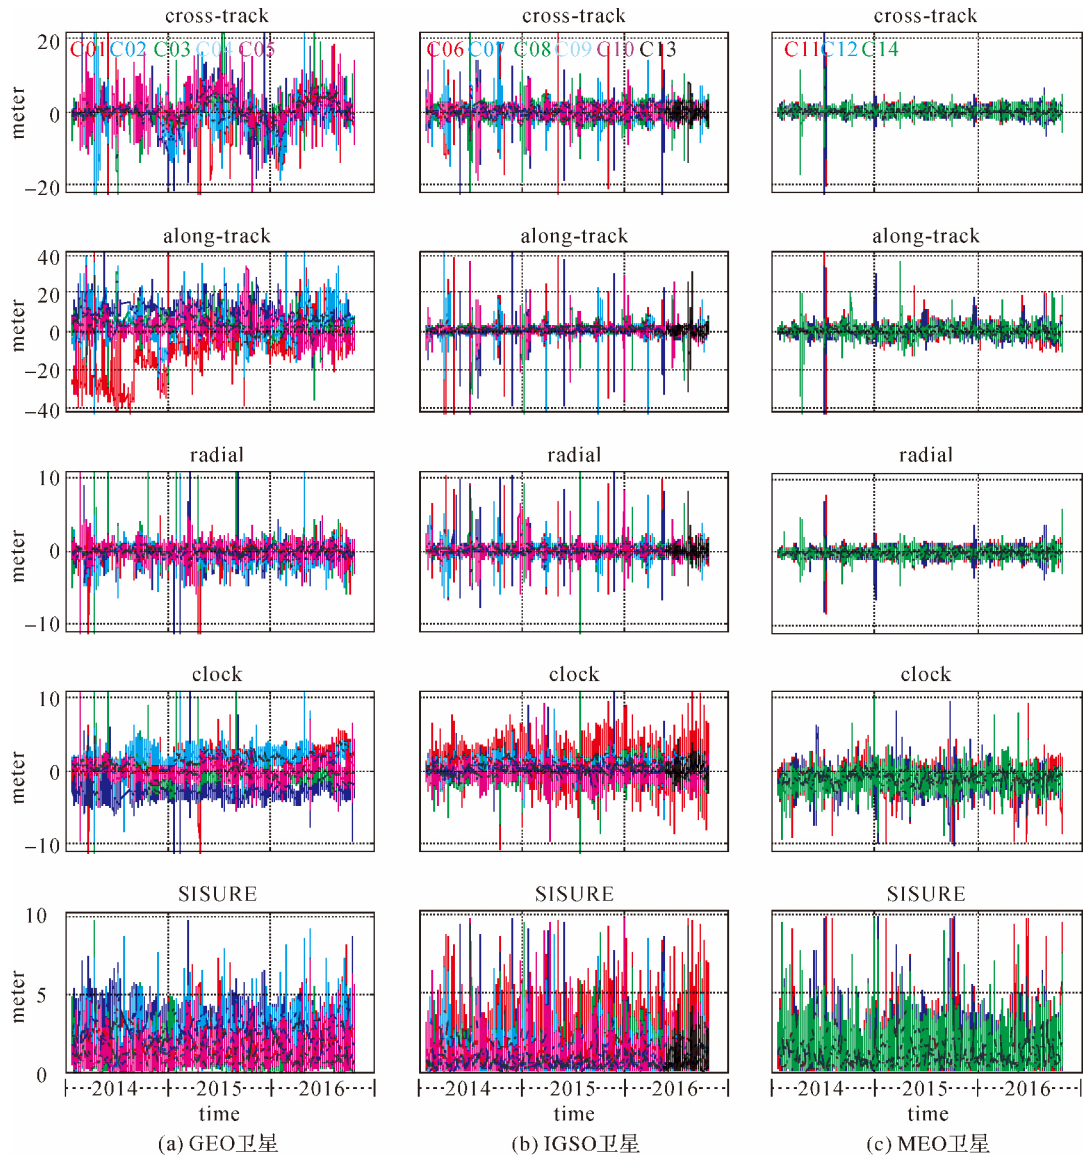 cross-track
20
0
−20
meter
C01 C02 C03 C04 C05
along-track
40
20
0
−20
−40
meter
radial
10
0
−10
meter
clock
10
0
−10
meter
SISURE
10
5
0
meter
2014 2015 2016
time
(a) GEO卫星
cross-track
C06 C07 C08 C09 C10 C13
along-track
radial
clock
SISURE
2014 2015 2016
time
(b) IGSO卫星
cross-track
C11 C12 C14
along-track
radial
clock
SISURE
2014 2015 2016
time
(c) MEO卫星